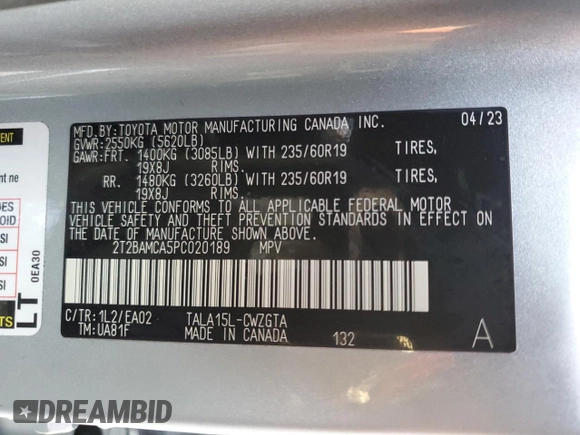 MFD.BY:TOYOTA MOTOR MANUFACTURING CANADA INC. 04/23
GVWR:2550KG (5620LB)
GAWR:FRT. 1400KG (3085LB) WITH 235/60R19 TIRES,
19X8J RIMS.
RR. 1480KG (3260LB) WITH 235/60R19 TIRES,
19X8J RIMS.
THIS VEHICLE CONFORMS TO ALL APPLICABLE FEDERAL MOTOR
VEHICLE SAFETY AND THEFT PREVENTION STANDARDS IN EFFECT ON
THE DATE OF MANUFACTURE SHOWN ABOVE.
2T2BAMCA5PC020189 MPV
C/TR:1L2/EA02 TALA15L-CWZGTA
TM:UA81F MADE IN CANADA 132 A
LT
0EA30
DREAMBID